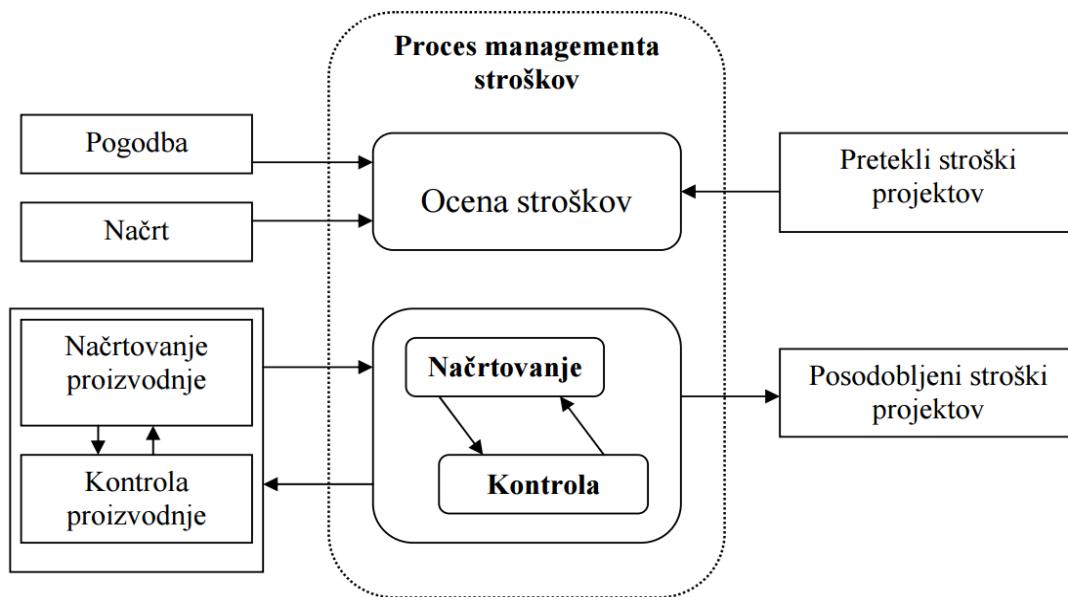 Proces managementa
stroškov
Pogodba
Načrt
Ocena stroškov
Pretekli stroški
projektov
Načrtovanje
proizvodnje
Kontrola
proizvodnje
Načrtovanje
Kontrola
Posodobljeni stroški
projektov